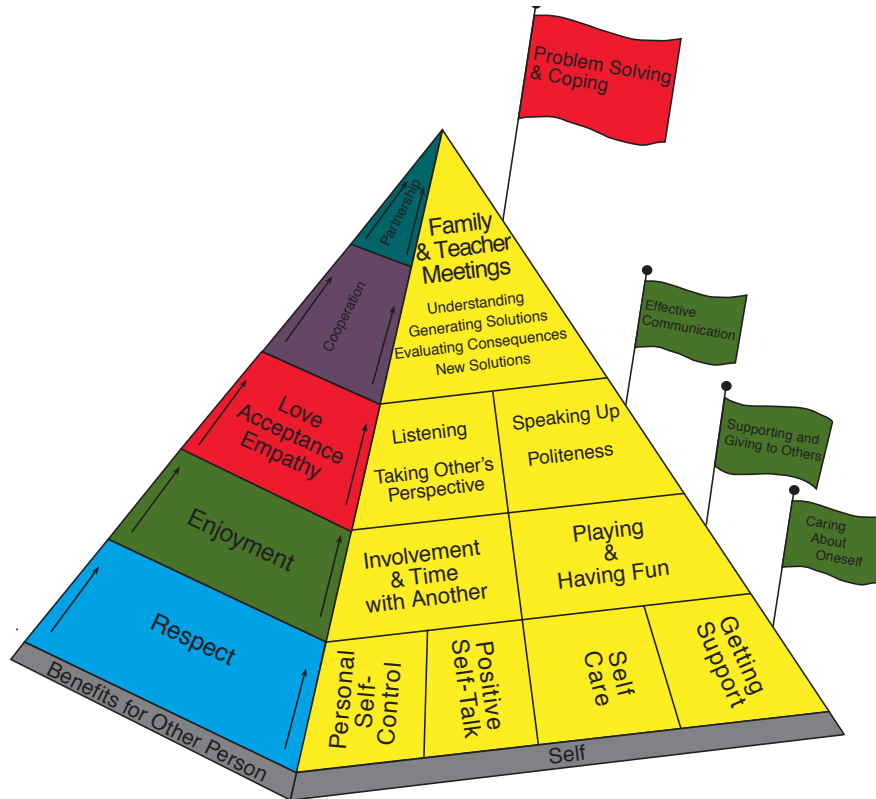 Problem Solving
& Coping
Partnership
Family
& Teacher
Meetings
Understanding
Generating Solutions
Evaluating Consequences
New Solutions
Effective
Communication
Cooperation
Love
Acceptance
Empathy
Listening
Taking Other's
Perspective
Speaking Up
Politeness
Supporting and
Giving to Others
Enjoyment
Involvement
& Time
with Another
Playing
&
Having Fun
Caring
About
Oneself
Respect
Personal
Self-
Control
Positive
Self-Talk
Self
Care
Getting
Support
Benefits for Other Person
Self